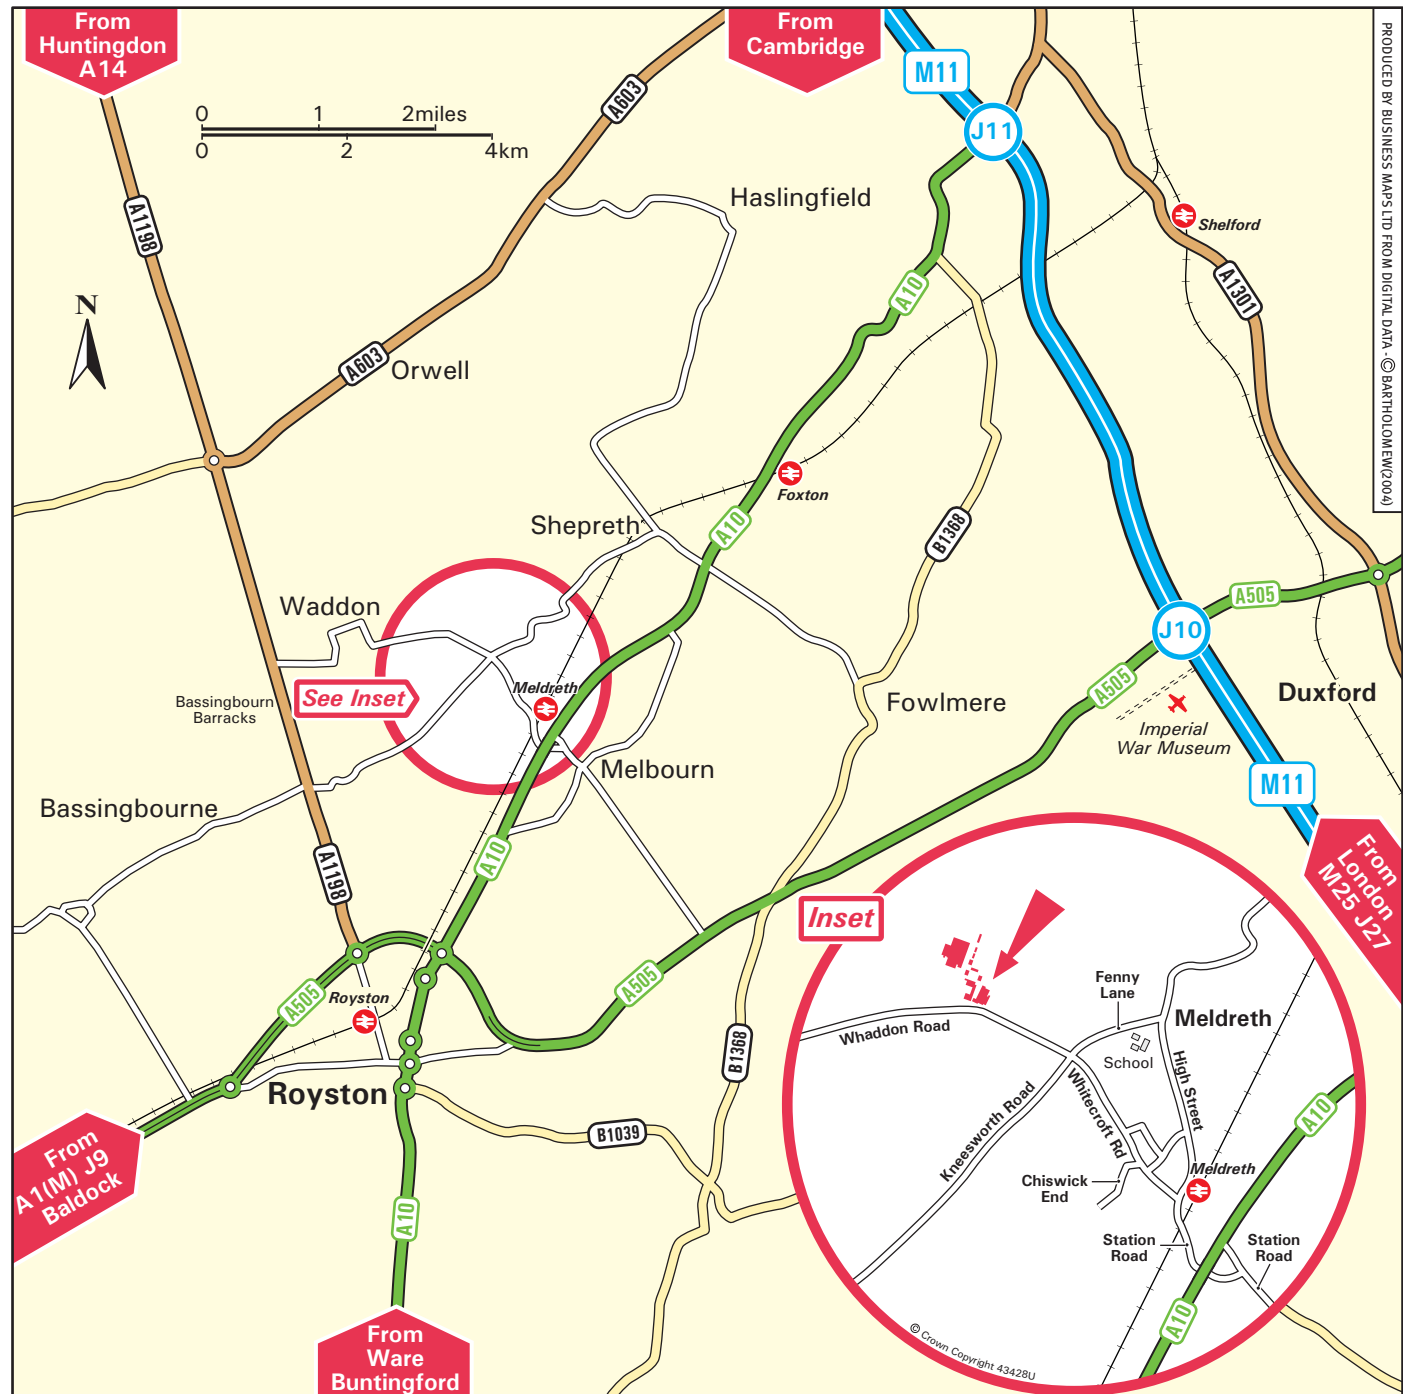 From
Huntingdon
A14
From
Cambridge
M11
J11
PRODUCED BY BUSINESS MAPS LTD FROM DIGITAL DATA - © BARTHOLOMEW(2004)
0 1 2miles
0 2 4km
A603
A1198
Haslingfield
Shelford
A10
A1301
N
A603
Orwell
Foxton
Shepreth
A10
B1368
Waddon
A505
J10
See Inset
Meldreth
Bassingbourn
Barracks
A505
Duxford
Fowlmere
Imperial
War Museum
Melbourn
M11
Bassingbourne
A10
A1198
From
London
M25 J27
Inset
A505
A505
Royston
Royston
B1368
B1039
From
A1(M) J9
Baldock
A10
From
Ware
Buntingford
Fenny
Lane
Meldreth
Whaddon Road
School
High Street
Kneesworth Road
Whitecroft Rd
A10
Meldreth
Chiswick
End
Station
Road
Station
Road
A10
© Crown Copyright 43428U